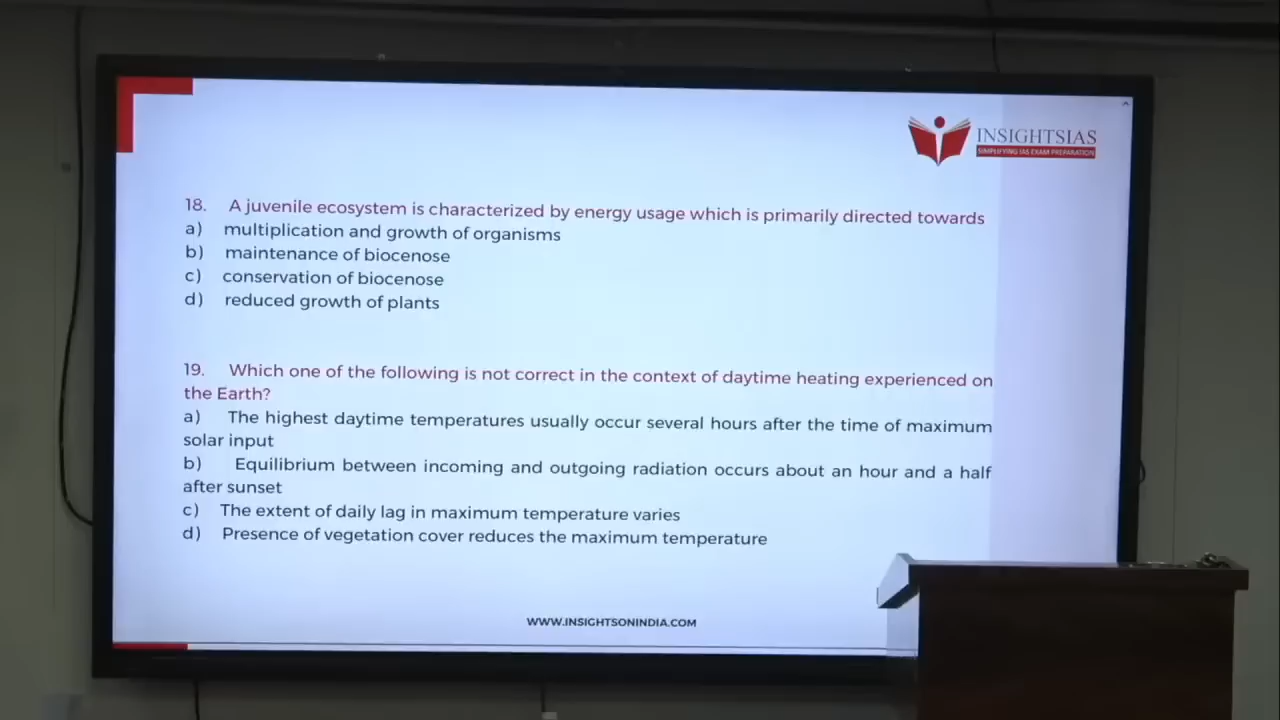 INSIGHTSIAS
SIMPLIFYING IAS EXAM PREPARATION
18. A juvenile ecosystem is characterized by energy usage which is primarily directed towards
a) multiplication and growth of organisms
b) maintenance of biocenose
c) conservation of biocenose
d) reduced growth of plants
19. Which one of the following is not correct in the context of daytime heating experienced on
the Earth?
a) The highest daytime temperatures usually occur several hours after the time of maximum
solar input
b) Equilibrium between incoming and outgoing radiation occurs about an hour and a half
after sunset
c) The extent of daily lag in maximum temperature varies
d) Presence of vegetation cover reduces the maximum temperature
WWW.INSIGHTSONINDIA.COM